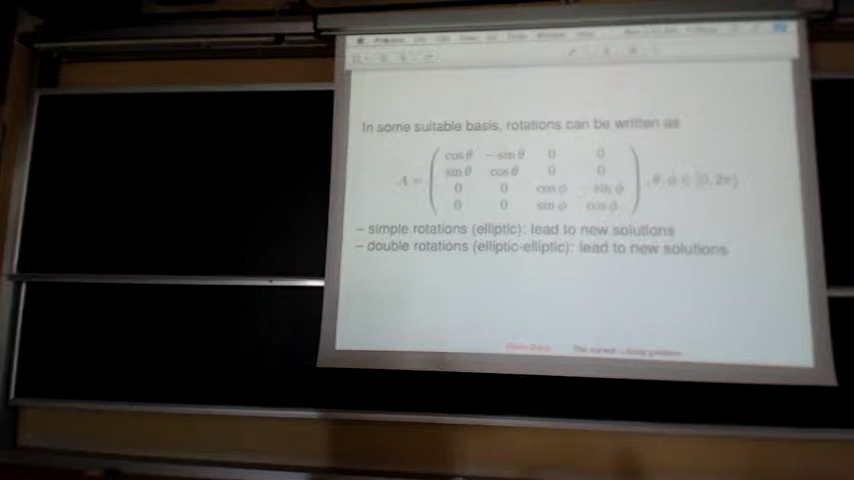 In some suitable basis, rotations can be written as
A = ( cos θ − sin θ 0 0
sin θ cos θ 0 0
0 0 cos φ − sin φ
0 0 sin φ cos φ ) , θ, φ ∈ [0, 2π)
– simple rotations (elliptic): lead to new solutions
– double rotations (elliptic-elliptic): lead to new solutions